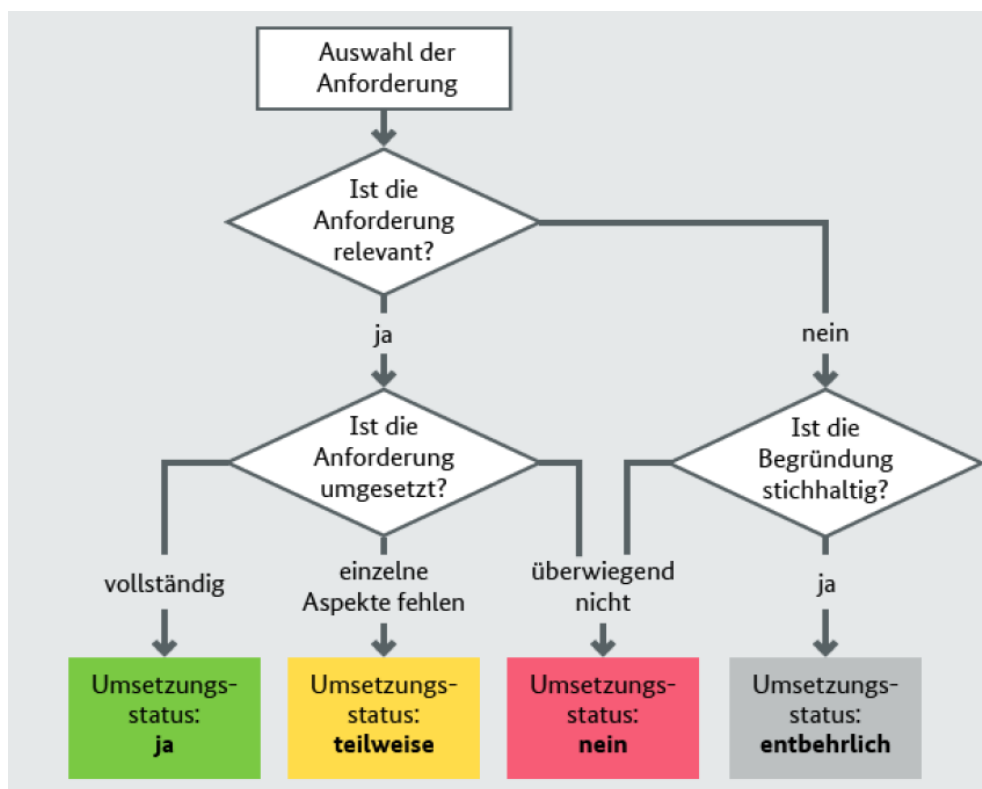 Auswahl der
Anforderung
Ist die
Anforderung
relevant?
ja
nein
Ist die
Anforderung
umgesetzt?
Ist die
Begründung
stichhaltig?
vollständig
einzelne
Aspekte fehlen
überwiegend
nicht
ja
Umsetzungs-
status:
ja
Umsetzungs-
status:
teilweise
Umsetzungs-
status:
nein
Umsetzungs-
status:
entbehrlich